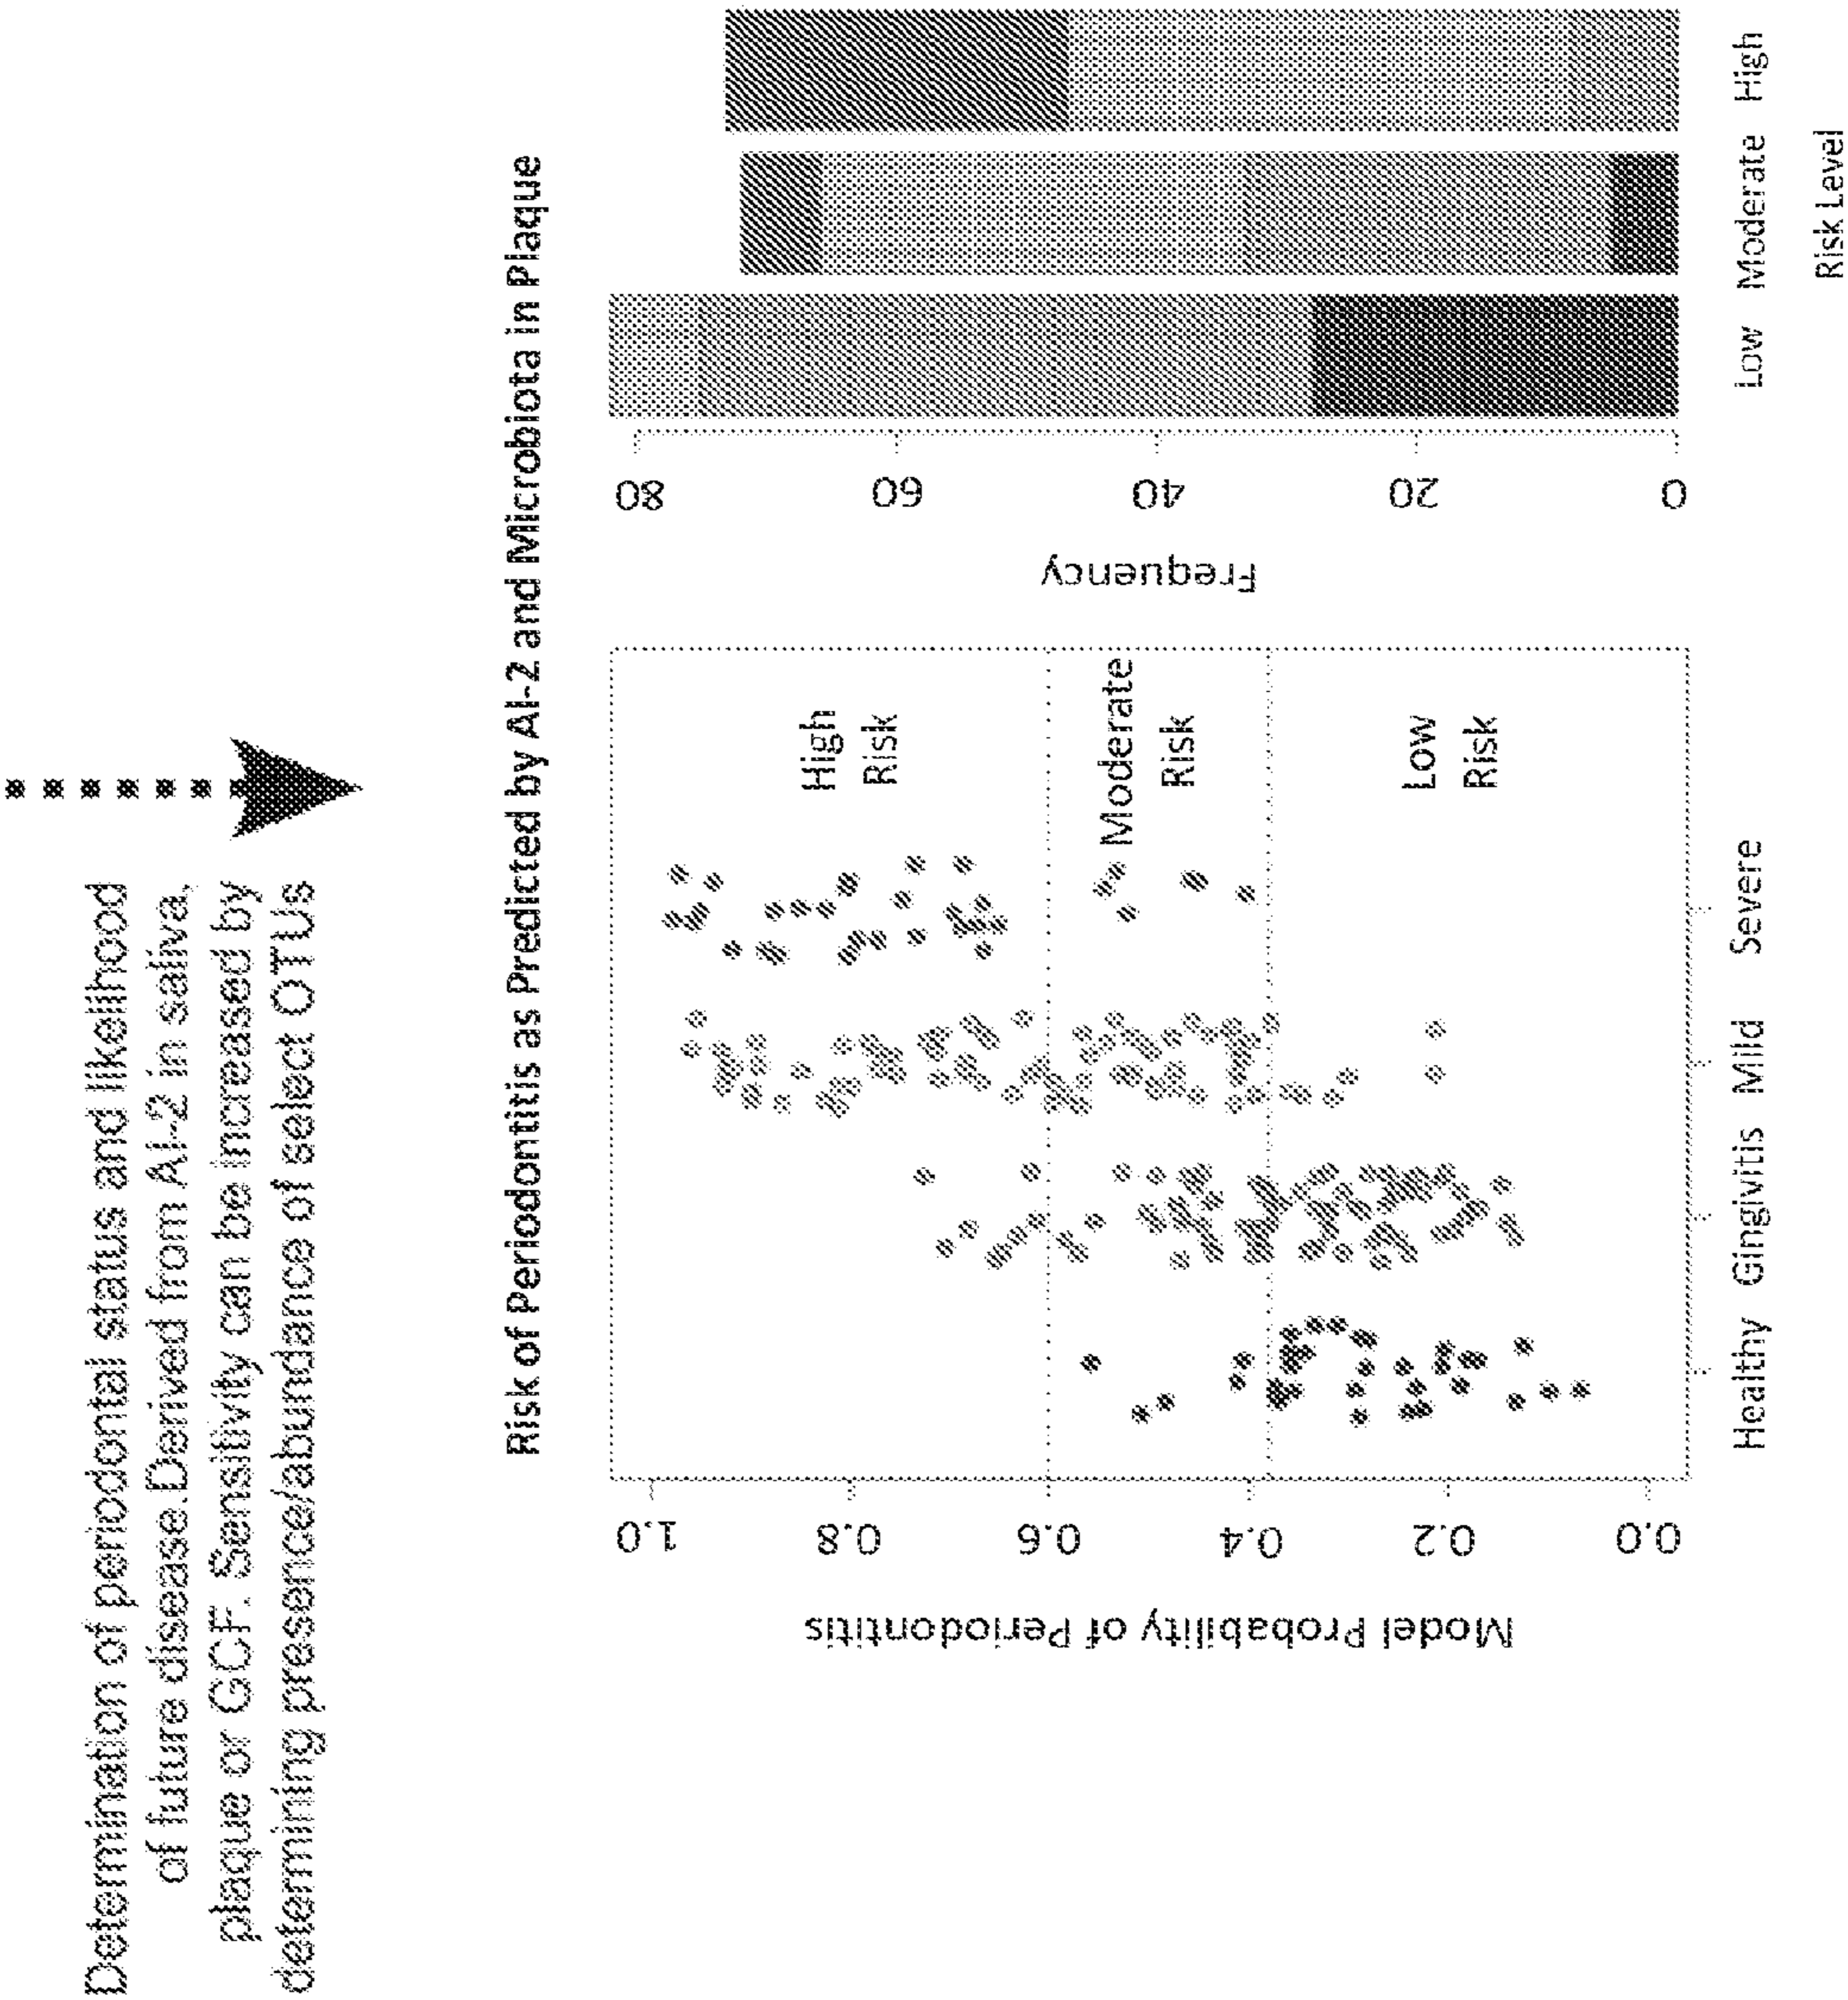 Determination of periodontal status and likelihood
of future disease.Derived from AI-2 in saliva,
plaque or GCF. Sensitivity can be increased by
determining presence/abundance of select OTUs
Risk of Periodontitis as Predicted by AI-2 and Microbiota in Plaque
Model Probability of Periodontitis
1.0
0.8
0.6
0.4
0.2
0.0
High
Risk
Moderate
Risk
Low
Risk
Healthy Gingivitis Mild Severe
Frequency
80
60
40
20
0
Low Moderate High
Risk Level